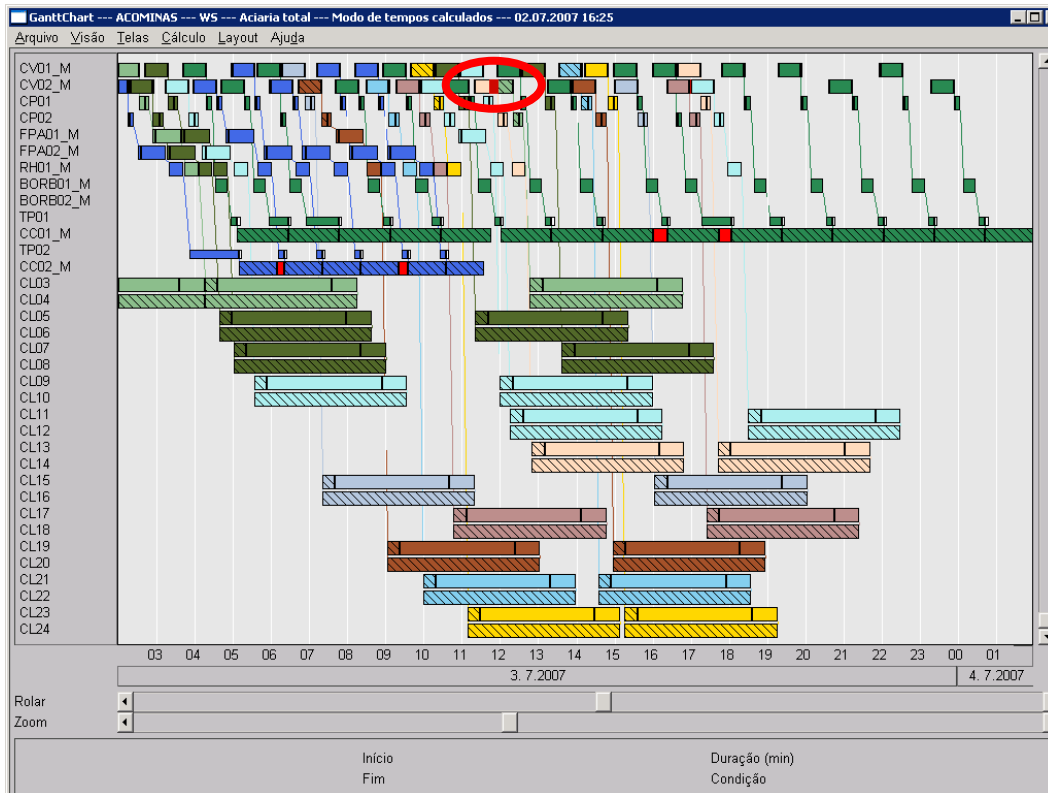 GanttChart --- ACOMINAS --- WS --- Aciaria total --- Modo de tempos calculados --- 02.07.2007 16:25
Arquivo Visão Telas Cálculo Layout Ajuda
CV01_M
CV02_M
CP01
CP02
FPA01_M
FPA02_M
RH01_M
BORB01_M
BORB02_M
TP01
CC01_M
TP02
CC02_M
CL03
CL04
CL05
CL06
CL07
CL08
CL09
CL10
CL11
CL12
CL13
CL14
CL15
CL16
CL17
CL18
CL19
CL20
CL21
CL22
CL23
CL24
03 04 05 06 07 08 09 10 11 12 13 14 15 16 17 18 19 20 21 22 23 00 01
3. 7.2007 4. 7.2007
Rolar
Zoom
Início Duração (min)
Fim Condição